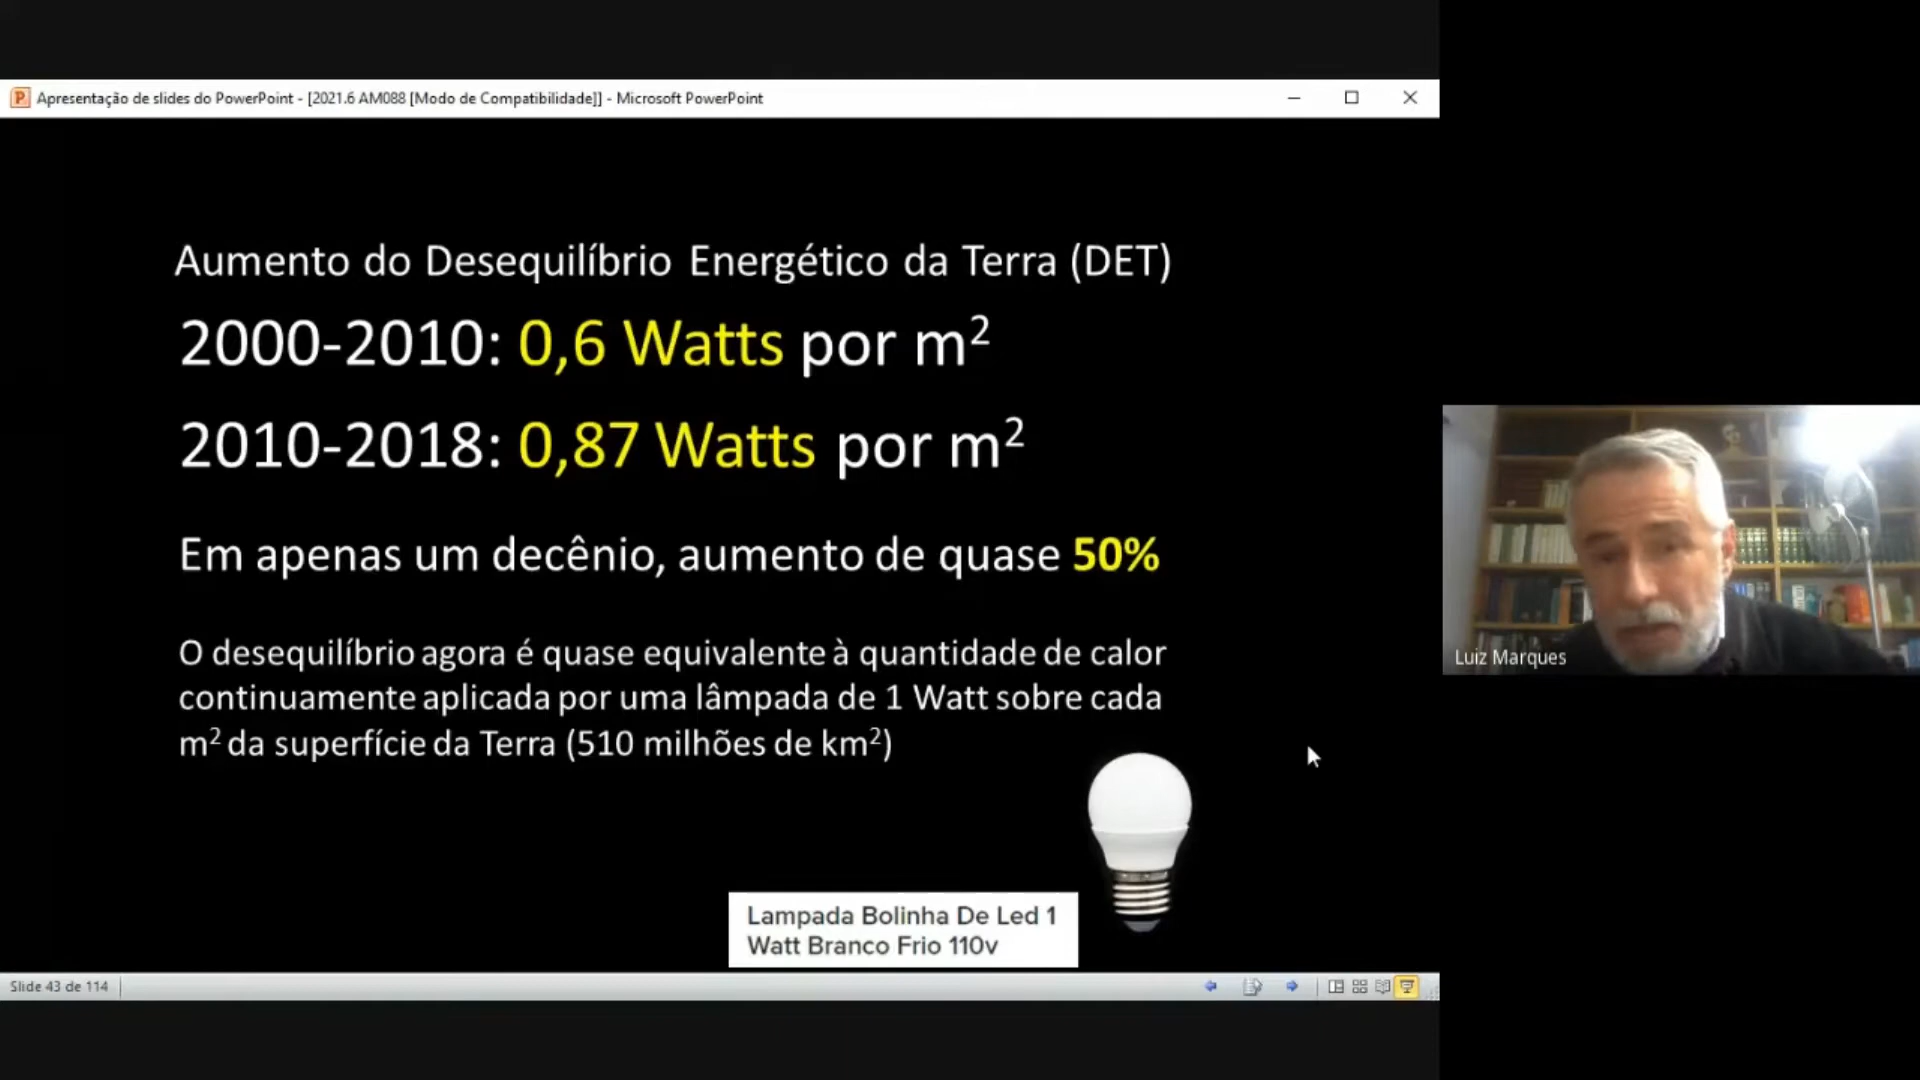 Apresentação de slides do PowerPoint - [2021.6 AM088 [Modo de Compatibilidade]] - Microsoft PowerPoint
Aumento do Desequilíbrio Energético da Terra (DET)
2000-2010: 0,6 Watts por m²
2010-2018: 0,87 Watts por m²
Em apenas um decênio, aumento de quase 50%
O desequilíbrio agora é quase equivalente à quantidade de calor
continuamente aplicada por uma lâmpada de 1 Watt sobre cada
m² da superfície da Terra (510 milhões de km²)
Lampada Bolinha De Led 1
Watt Branco Frio 110v
Slide 43 de 114
Luiz Marques